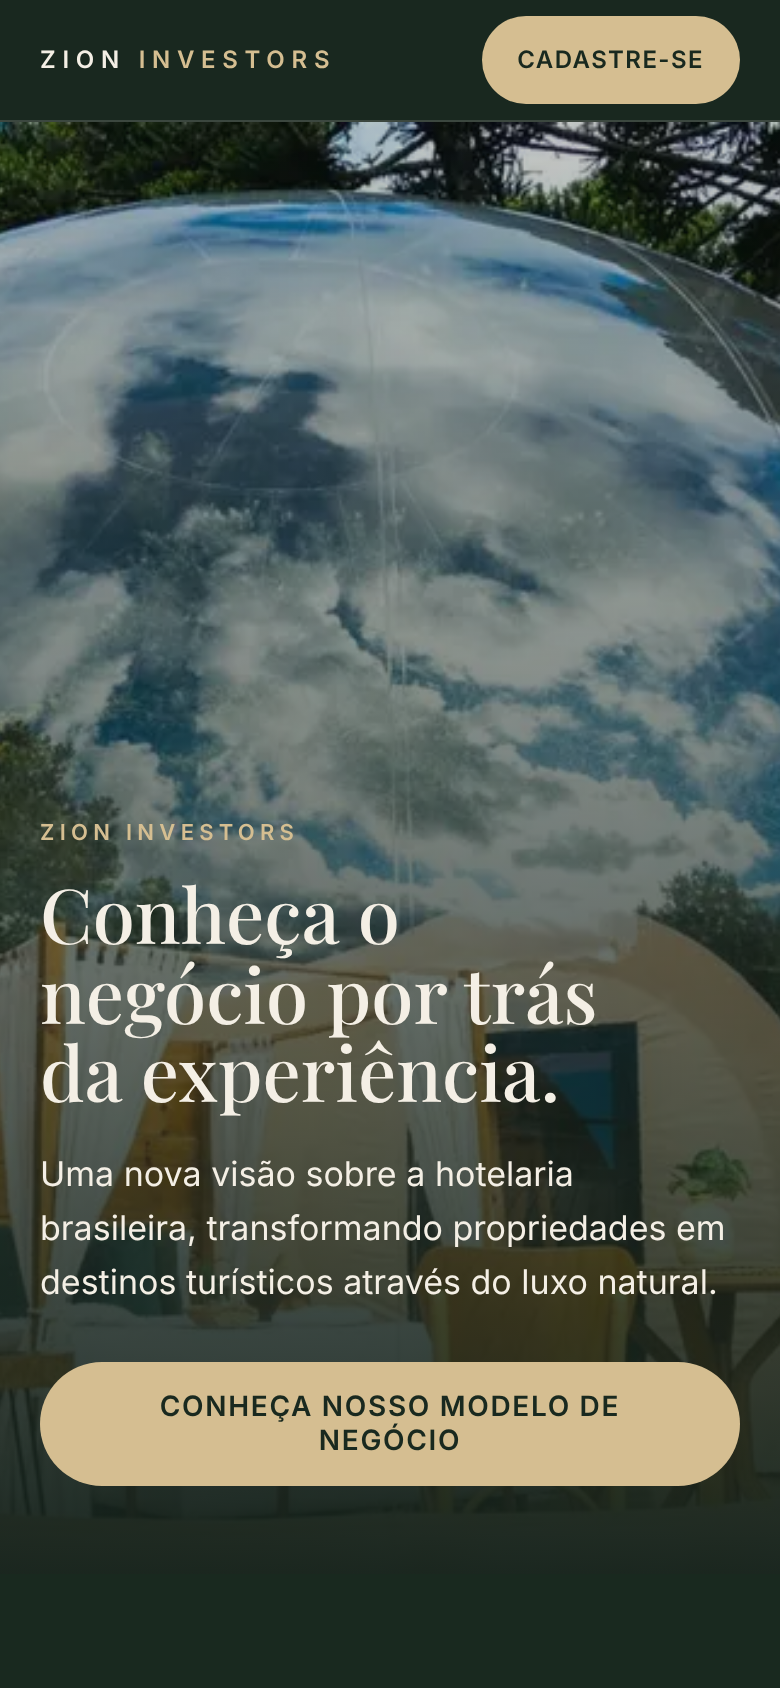 ZION INVESTORS
CADASTRE-SE
ZION INVESTORS
Conheça o
negócio por trás
da experiência.
Uma nova visão sobre a hotelaria
brasileira, transformando propriedades em
destinos turísticos através do luxo natural.
CONHEÇA NOSSO MODELO DE
NEGÓCIO